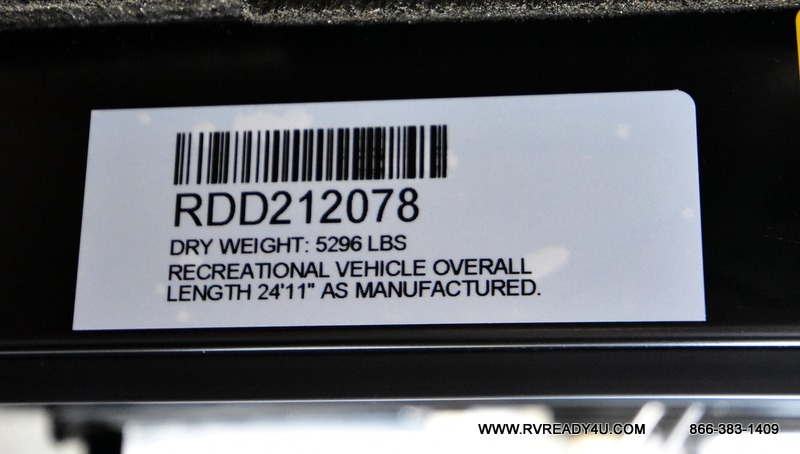 RDD212078
DRY WEIGHT: 5296 LBS
RECREATIONAL VEHICLE OVERALL
LENGTH 24'11" AS MANUFACTURED.
WWW.RVREADY4U.COM 866-383-1409